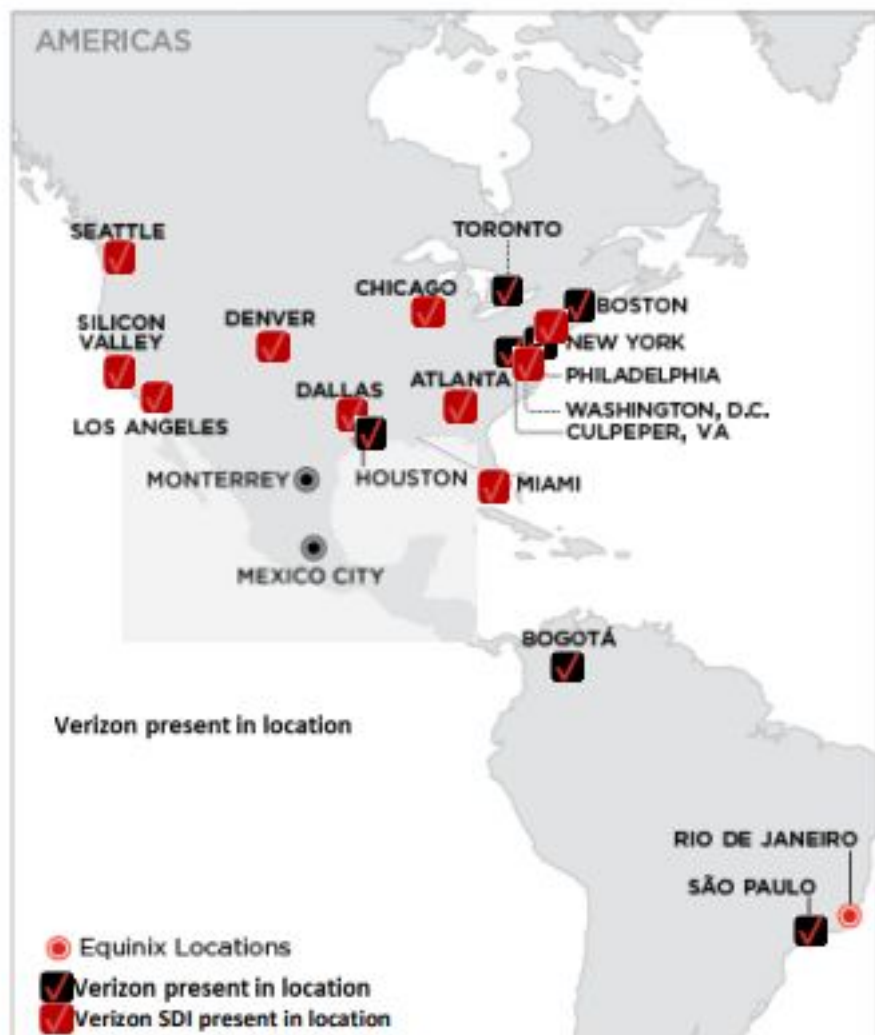 AMERICAS
SEATTLE
TORONTO
CHICAGO
BOSTON
SILICON
VALLEY
DENVER
NEW YORK
PHILADELPHIA
DALLAS
ATLANTA
WASHINGTON, D.C.
LOS ANGELES
CULPEPER, VA
MONTERREY
HOUSTON
MIAMI
MEXICO CITY
BOGOTÁ
Verizon present in location
RIO DE JANEIRO
SÃO PAULO
Equinix Locations
Verizon present in location
Verizon SDI present in location